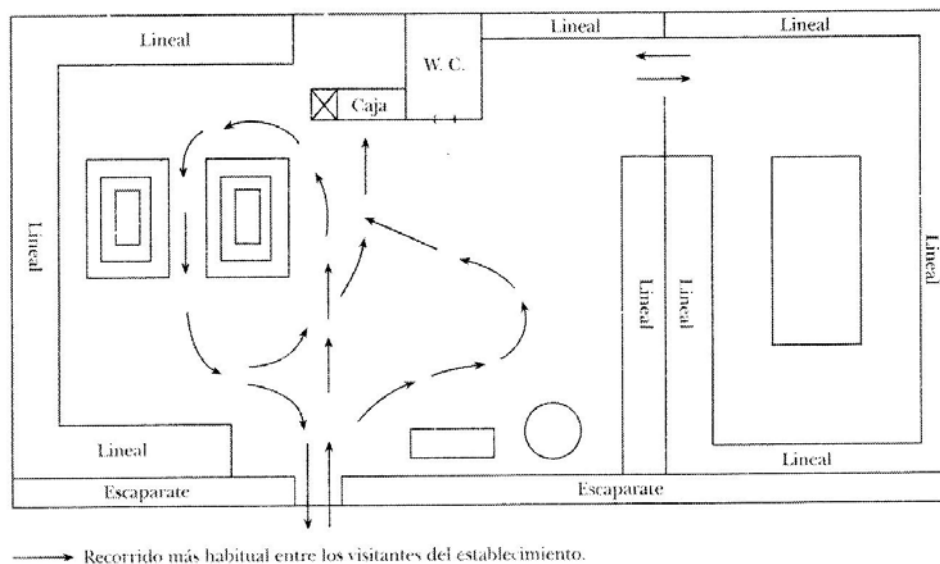 Lineal
Lineal
Lineal
W. C.
Caja
Lineal
Lineal
Lineal
Lineal
Lineal
Lineal
Escaparate
Escaparate
Recorrido más habitual entre los visitantes del establecimiento.